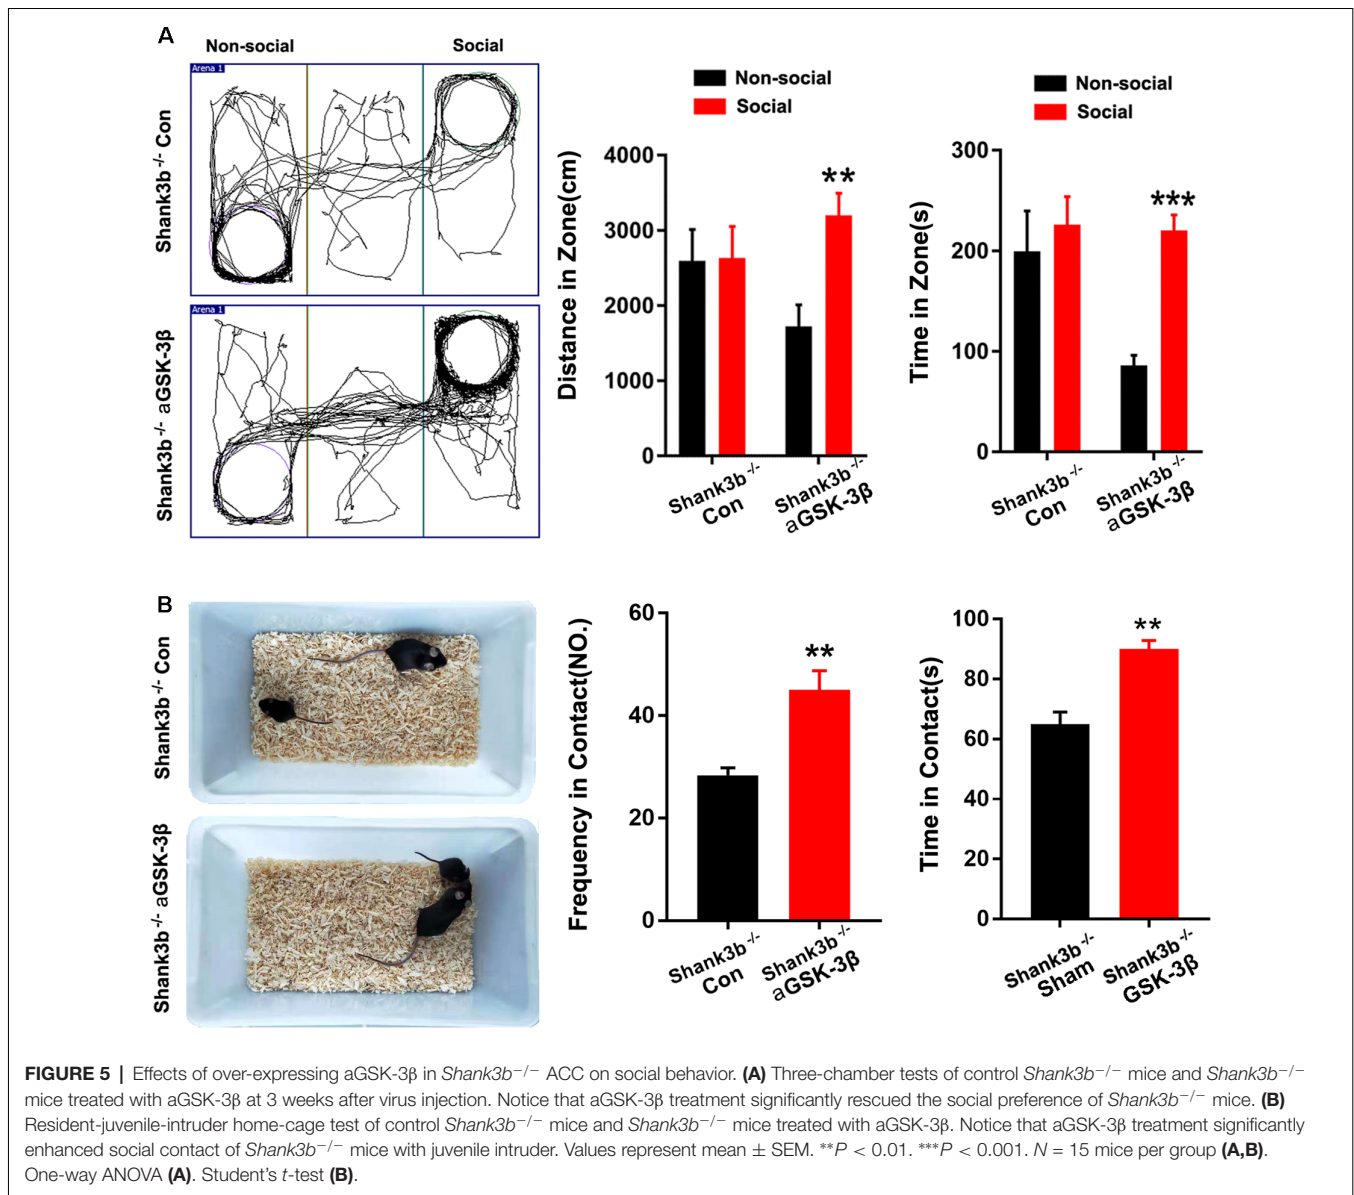 A
Non-social
Social
Arena 1
Shank3b-/- Con
Arena 1
Shank3b-/- aGSK-3β
Non-social
Social
Distance in Zone(cm)
4000
3000
2000
1000
0
**
Shank3b-/-
Con
Shank3b-/-
aGSK-3β
Non-social
Social
Time in Zone(s)
300
200
100
0
***
Shank3b-/-
Con
Shank3b-/-
aGSK-3β
B
Shank3b-/- Con
Shank3b-/- aGSK-3β
Frequency in Contact(NO.)
60
40
20
0
**
Shank3b-/-
Con
Shank3b-/-
aGSK-3β
Time in Contact(s)
100
80
60
40
20
0
**
Shank3b-/-
Sham
Shank3b-/-
GSK-3β
FIGURE 5 | Effects of over-expressing aGSK-3β in Shank3b−/− ACC on social behavior. (A) Three-chamber tests of control Shank3b−/− mice and Shank3b−/−
mice treated with aGSK-3β at 3 weeks after virus injection. Notice that aGSK-3β treatment significantly rescued the social preference of Shank3b−/− mice. (B)
Resident-juvenile-intruder home-cage test of control Shank3b−/− mice and Shank3b−/− mice treated with aGSK-3β. Notice that aGSK-3β treatment significantly
enhanced social contact of Shank3b−/− mice with juvenile intruder. Values represent mean ± SEM. **P < 0.01. ***P < 0.001. N = 15 mice per group (A,B).
One-way ANOVA (A). Student's t-test (B).